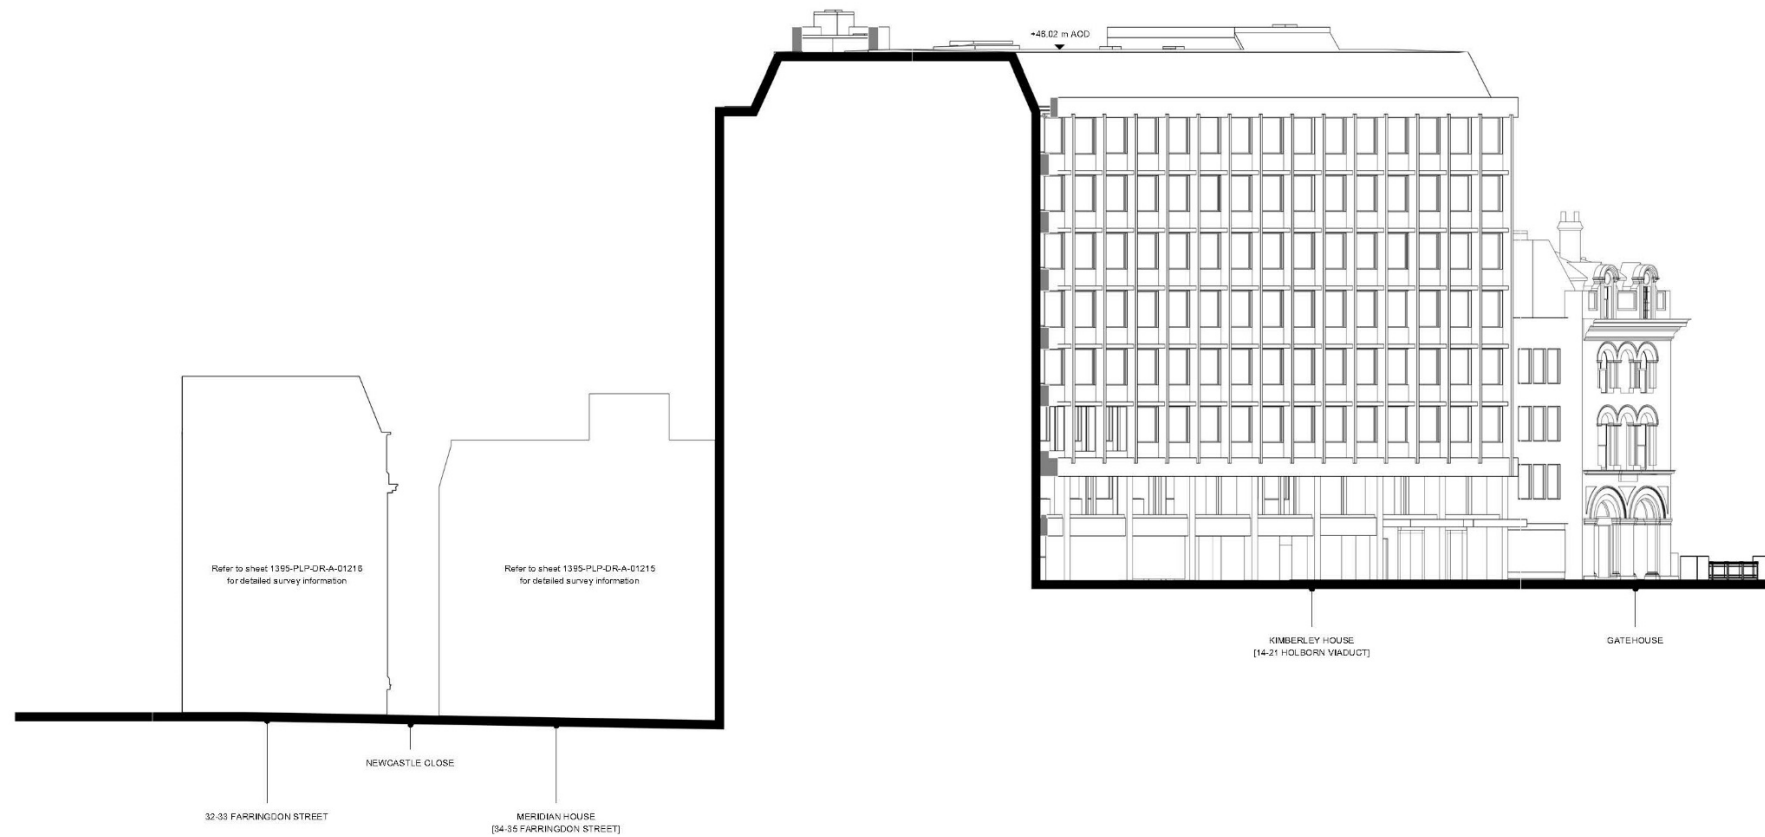 +46.02 m AOD
Refer to sheet 1395-PLP-DR-A-01216
for detailed survey information
Refer to sheet 1395-PLP-DR-A-01215
for detailed survey information
KIMBERLEY HOUSE
[14-21 HOLBORN VIADUCT]
GATEHOUSE
NEWCASTLE CLOSE
32-33 FARRINGDON STREET
MERIDIAN HOUSE
[34-35 FARRINGDON STREET]